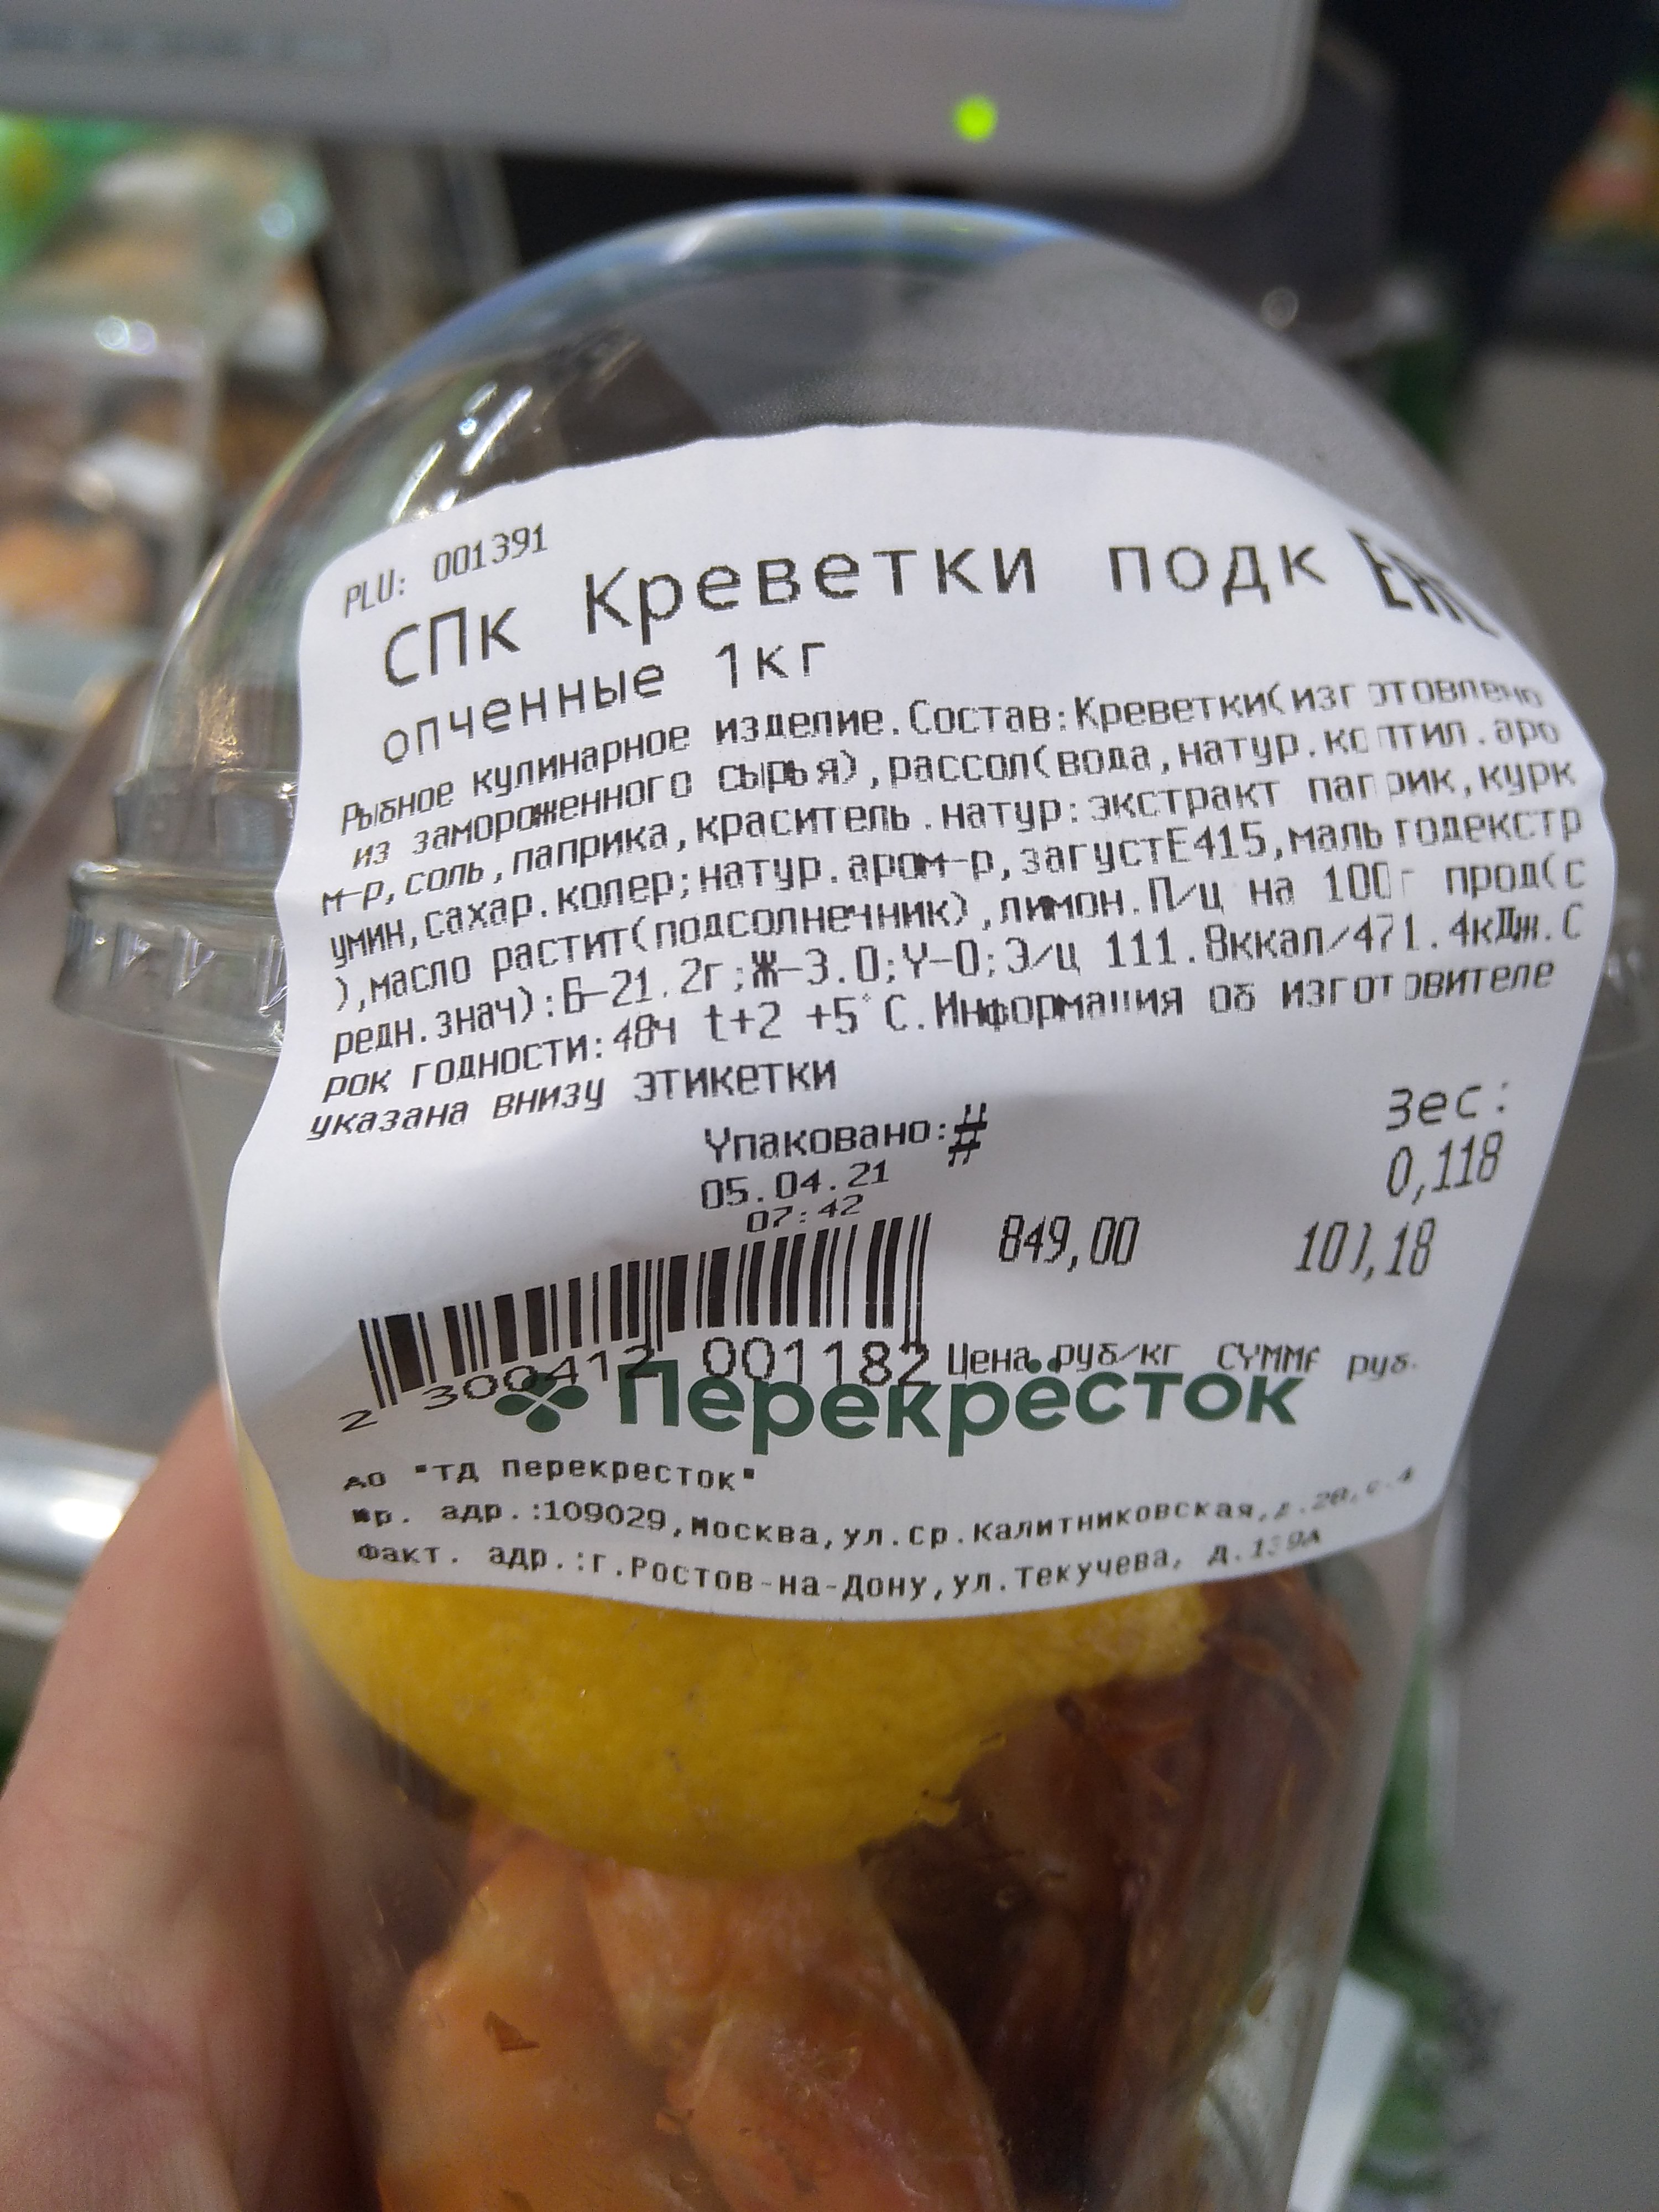 PLU: 001391
СПк Креветки подк ЕАС
опченные 1кг
Рыбное кулинарное изделие.Состав:Креветки(изготовлено
из замороженного сырья),рассол(вода,натур.коптил.аро
м-р,соль,паприка,краситель.натур:экстракт паприк,курк
умин,сахар.колер;натур.аром-р,загустЕ415,мальтодекстр
),масло растит(подсолнечник),лимон.П/ц на 100г прод(с
редн.знач):Б-21.2г;Ж-3.0;У-0;Э/ц 111.8ккал/471.4кДж.С
рок годности:48ч t+2 +5°С.Информация об изготовителе
указана внизу этикетки
Упаковано:#
05.04.21
07:42
Вес:
0,118
849,00 100,18
2 300412 001182 Цена руб/кг СУММА руб.
Перекрёсток
АО "ТД Перекресток"
Юр. адр.:109029,Москва,ул.Ср.Калитниковская,д.28,с.4
Факт. адр.:г.Ростов-на-Дону,ул.Текучева, д.139А